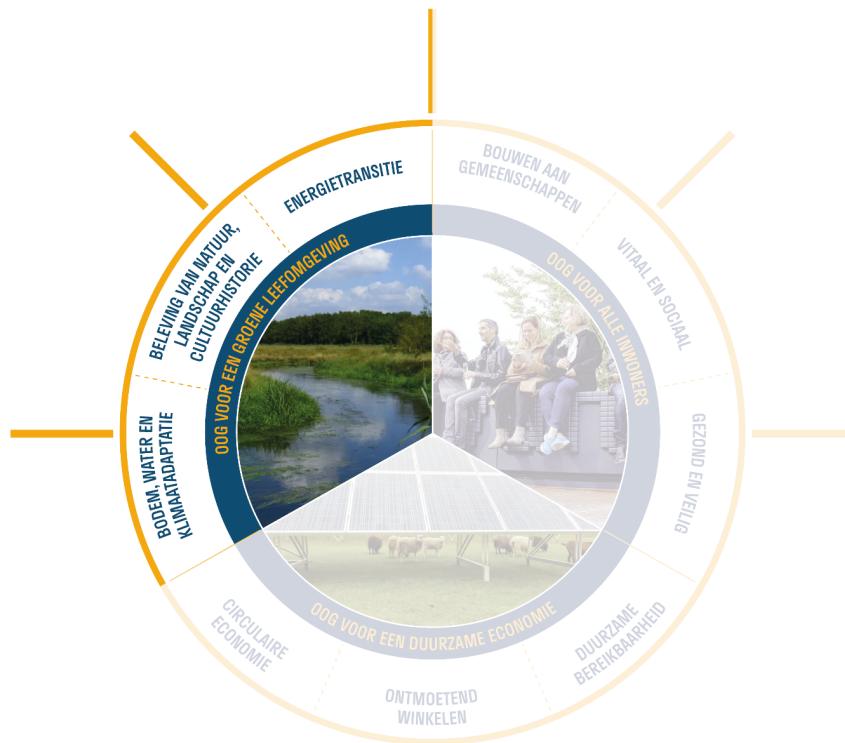 ENERGIETRANSITIE
BELEVING VAN NATUUR,
LANDSCHAP EN
CULTUURHISTORIE
BODEM, WATER EN
KLIMAATADAPTATIE
OOG VOOR EEN GROENE LEEFOMGEVING
BOUWEN AAN
GEMEENSCHAPPEN
VITAAL EN SOCIAAL
GEZOND EN VEILIG
OOG VOOR ALLE INWONERS
DUURZAME
BEREIKBAARHEID
ONTMOETEND
WINKELEN
CIRCULAIRE
ECONOMIE
OOG VOOR EEN DUURZAME ECONOMIE